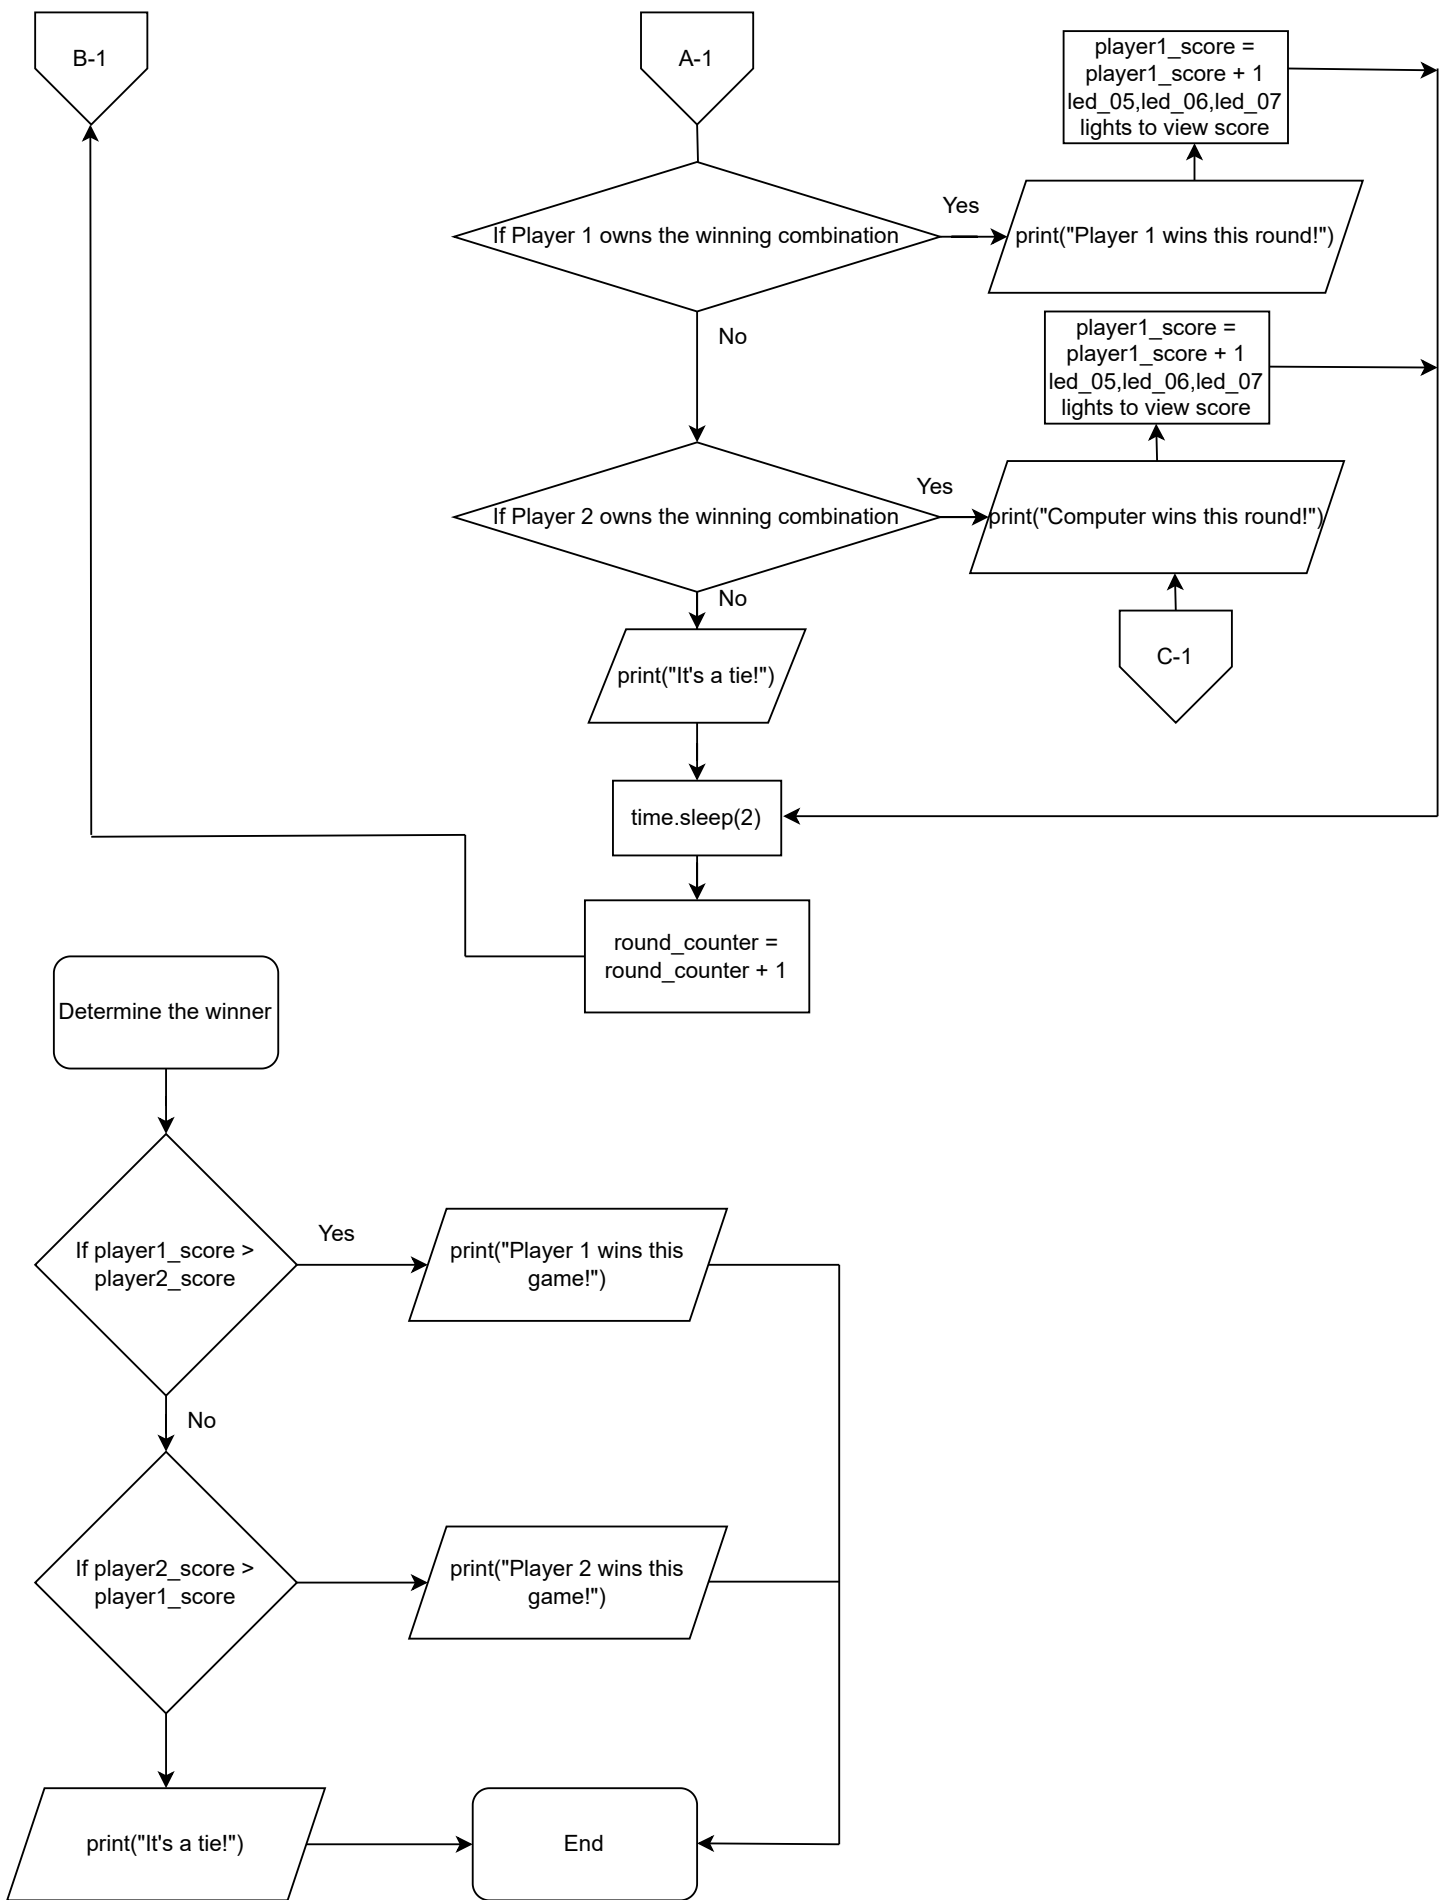 B-1
A-1
player1_score =
player1_score + 1
led_05,led_06,led_07
lights to view score
Yes
If Player 1 owns the winning combination
print("Player 1 wins this round!")
No
player1_score =
player1_score + 1
led_05,led_06,led_07
lights to view score
Yes
If Player 2 owns the winning combination
print("Computer wins this round!")
No
print("It's a tie!")
C-1
time.sleep(2)
round_counter =
round_counter + 1
Determine the winner
Yes
If player1_score >
player2_score
print("Player 1 wins this
game!")
No
If player2_score >
player1_score
print("Player 2 wins this
game!")
print("It's a tie!")
End